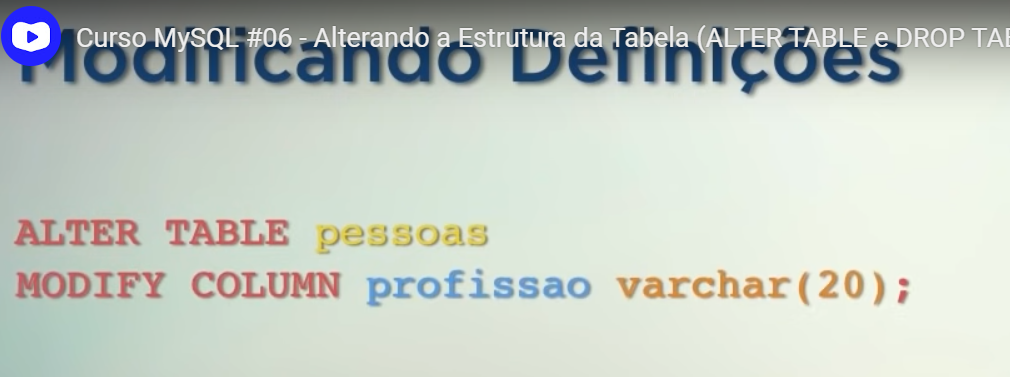 Curso MySQL #06 - Alterando a Estrutura da Tabela (ALTER TABLE e DROP TAB
Modificando Definições
ALTER TABLE pessoas
MODIFY COLUMN profissao varchar(20);